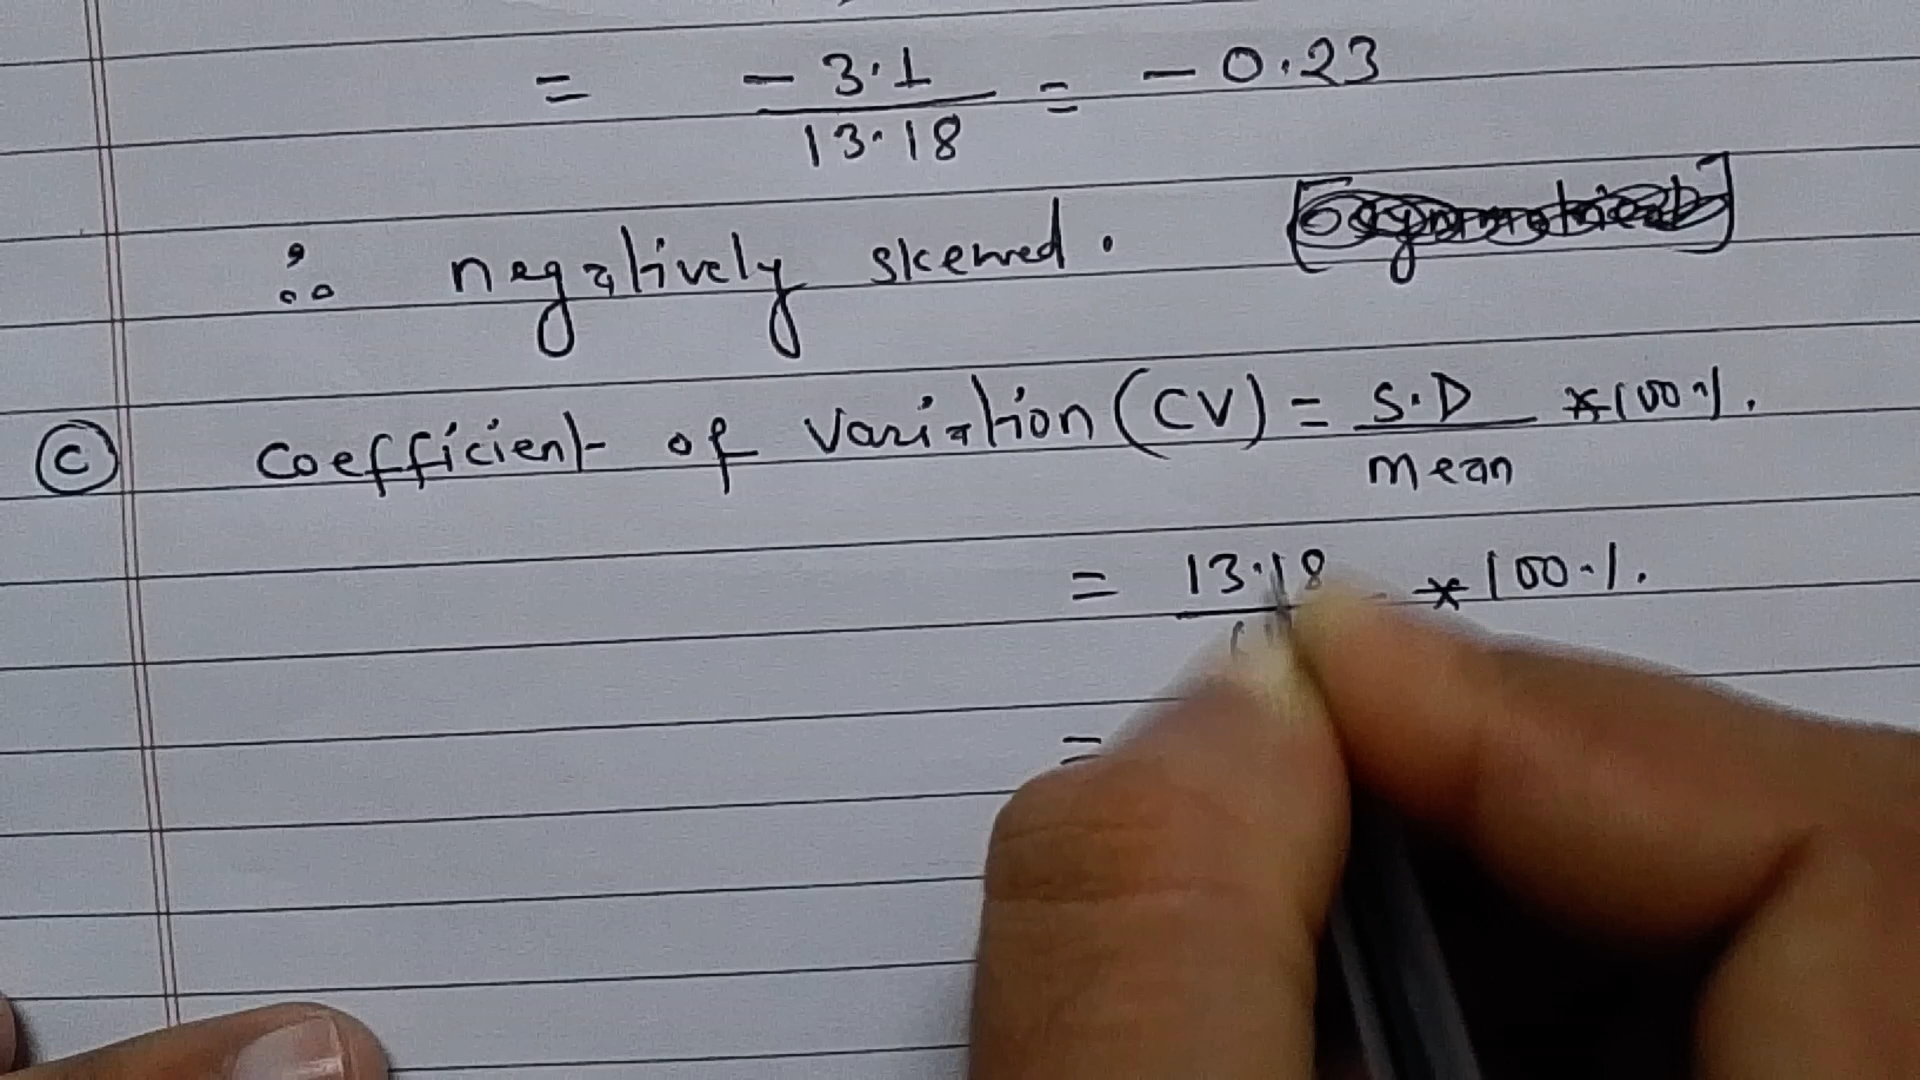 = -3.1 / 13.18 = -0.23
∴ negatively skewed.
(c) Coefficient of Variation (CV) = S.D / mean * 100%.
= 13.18 * 100%.
=